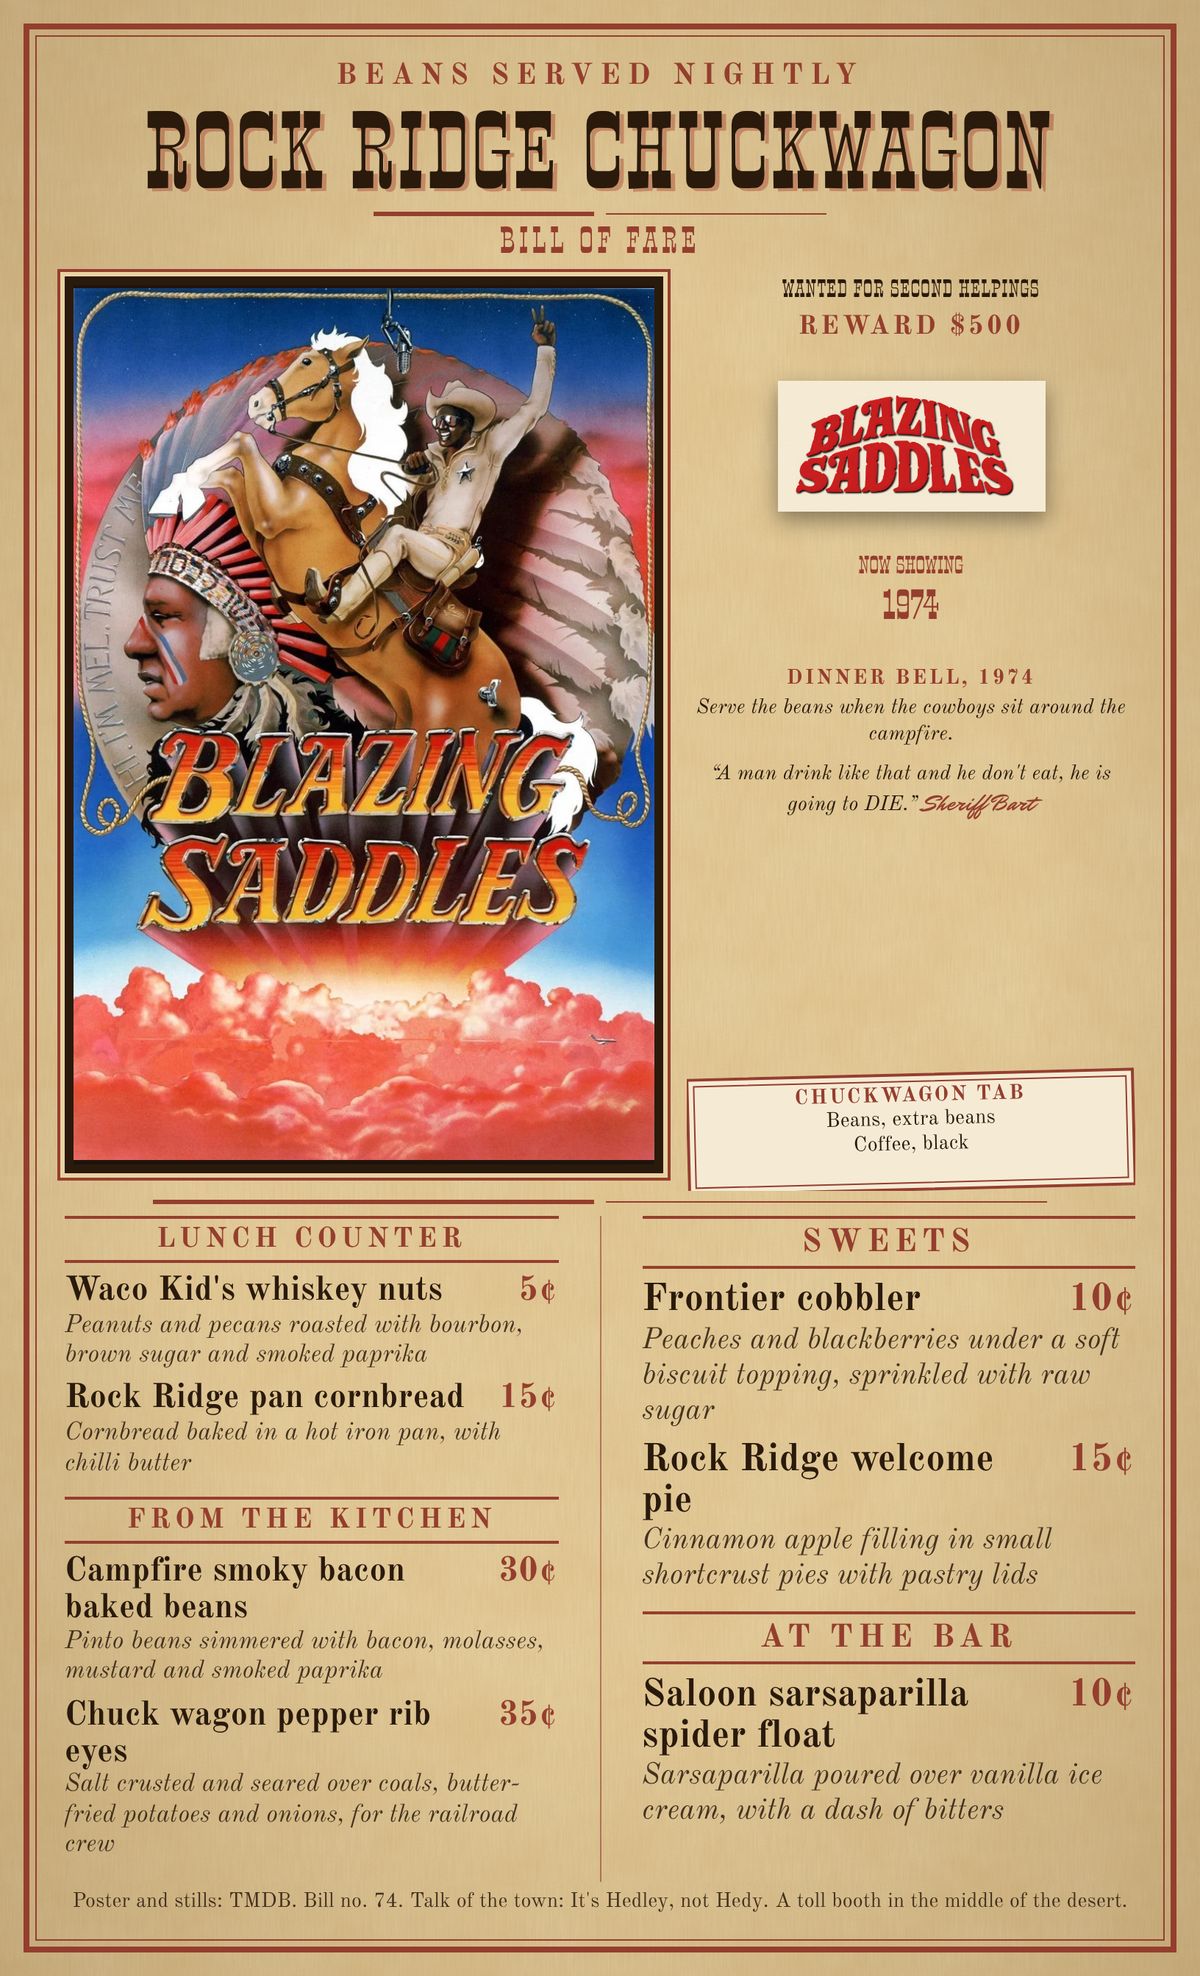 BEANS SERVED NIGHTLY
ROCK RIDGE CHUCKWAGON
BILL OF FARE
HI, I'M MEL, TRUST ME
BLAZING
SADDLES
WANTED FOR SECOND HELPINGS
REWARD $500
BLAZING
SADDLES
NOW SHOWING
1974
DINNER BELL, 1974
Serve the beans when the cowboys sit around the
campfire.
“A man drink like that and he don't eat, he is
going to DIE.” Sheriff Bart
CHUCKWAGON TAB
Beans, extra beans
Coffee, black
LUNCH COUNTER
Waco Kid's whiskey nuts 5¢
Peanuts and pecans roasted with bourbon,
brown sugar and smoked paprika
Rock Ridge pan cornbread 15¢
Cornbread baked in a hot iron pan, with
chilli butter
FROM THE KITCHEN
Campfire smoky bacon 30¢
baked beans
Pinto beans simmered with bacon, molasses,
mustard and smoked paprika
Chuck wagon pepper rib 35¢
eyes
Salt crusted and seared over coals, butter-
fried potatoes and onions, for the railroad
crew
SWEETS
Frontier cobbler 10¢
Peaches and blackberries under a soft
biscuit topping, sprinkled with raw
sugar
Rock Ridge welcome 15¢
pie
Cinnamon apple filling in small
shortcrust pies with pastry lids
AT THE BAR
Saloon sarsaparilla 10¢
spider float
Sarsaparilla poured over vanilla ice
cream, with a dash of bitters
Poster and stills: TMDB. Bill no. 74. Talk of the town: It's Hedley, not Hedy. A toll booth in the middle of the desert.